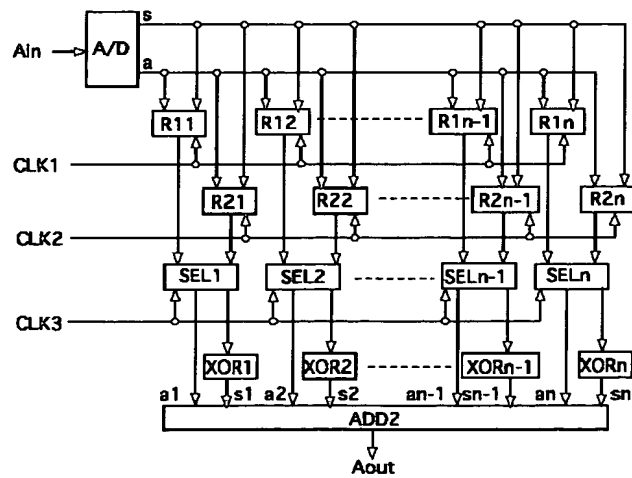 s
Ain
A/D
a
R11 R12 R1n-1 R1n
CLK1
R21 R22 R2n-1 R2n
CLK2
SEL1 SEL2 SELn-1 SELn
CLK3
XOR1 XOR2 XORn-1 XORn
a1 s1 a2 s2 an-1 sn-1 an sn
ADD2
Aout